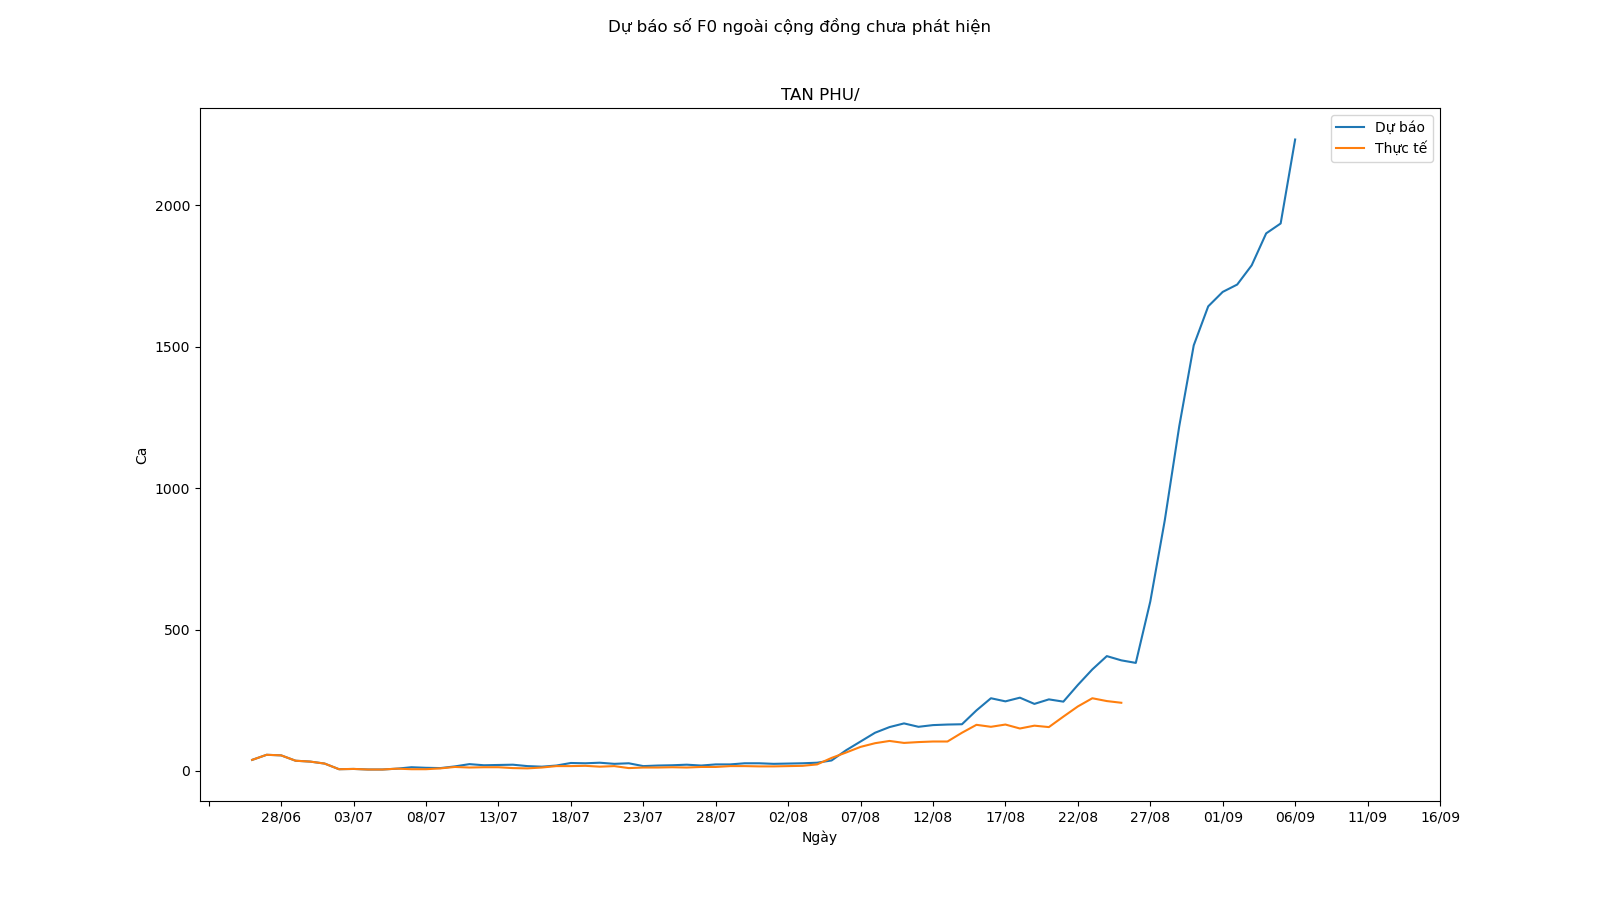 Dự báo số F0 ngoài cộng đồng chưa phát hiện
TAN PHU/
Dự báo
Thực tế
2000
1500
1000
500
0
Ca
28/06 03/07 08/07 13/07 18/07 23/07 28/07 02/08 07/08 12/08 17/08 22/08 27/08 01/09 06/09 11/09 16/09
Ngày